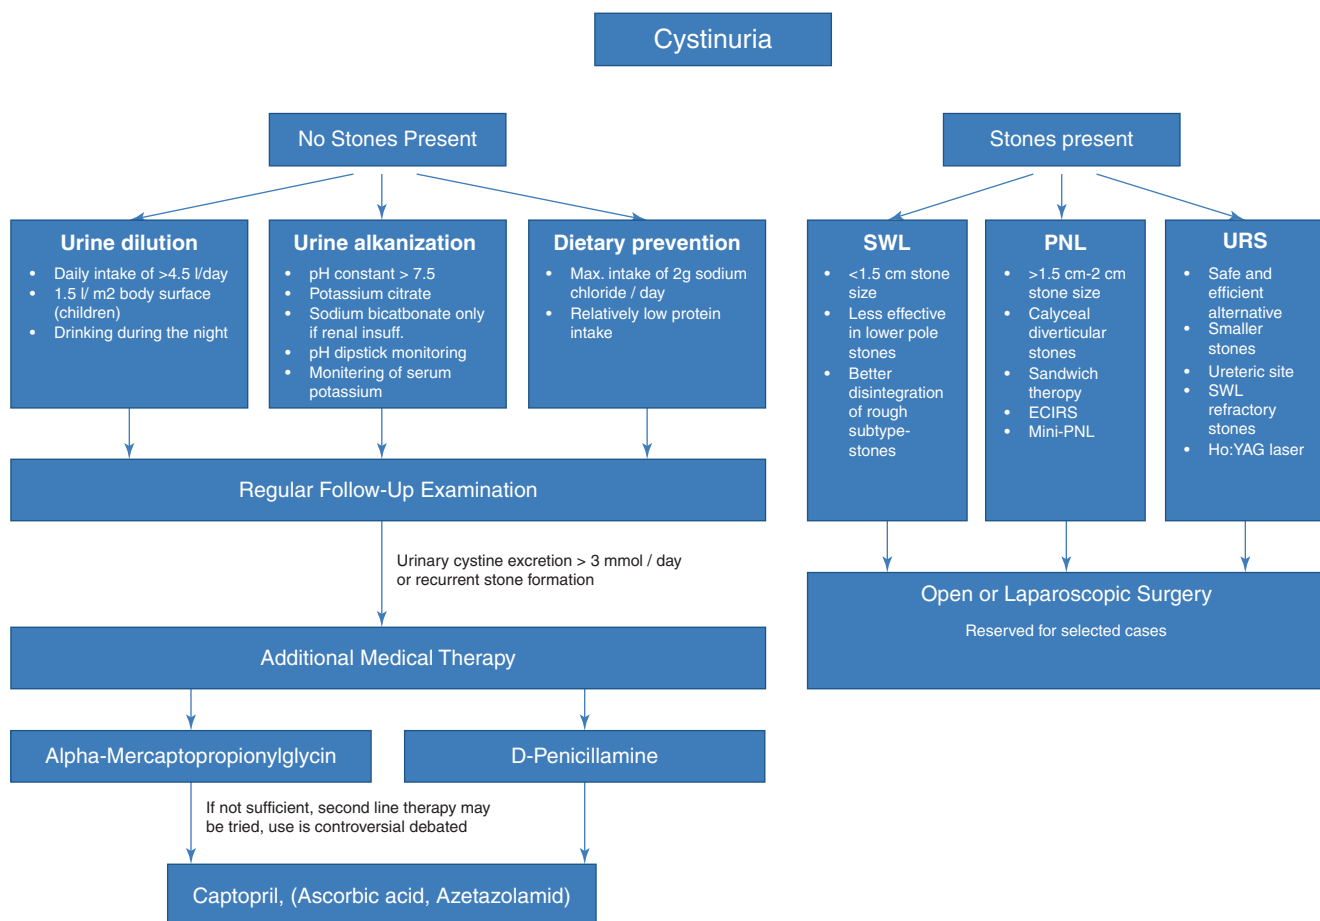 Cystinuria
No Stones Present
Stones present
Urine dilution
• Daily intake of >4.5 l/day
• 1.5 l/ m2 body surface
(children)
• Drinking during the night
Urine alkanization
• pH constant > 7.5
• Potassium citrate
• Sodium bicatbonate only
if renal insuff.
• pH dipstick monitoring
• Monitering of serum
potassium
Dietary prevention
• Max. intake of 2g sodium
chloride / day
• Relatively low protein
intake
SWL
• <1.5 cm stone
size
• Less effective
in lower pole
stones
• Better
disintegration
of rough
subtype-
stones
PNL
• >1.5 cm-2 cm
stone size
• Calyceal
diverticular
stones
• Sandwich
theropy
• ECIRS
• Mini-PNL
URS
• Safe and
efficient
alternative
• Smaller
stones
• Ureteric site
• SWL
refractory
stones
• Ho:YAG laser
Regular Follow-Up Examination
Urinary cystine excretion > 3 mmol / day
or recurrent stone formation
Open or Laparoscopic Surgery
Reserved for selected cases
Additional Medical Therapy
Alpha-Mercaptopropionylglycin
D-Penicillamine
If not sufficient, second line therapy may
be tried, use is controversial debated
Captopril, (Ascorbic acid, Azetazolamid)